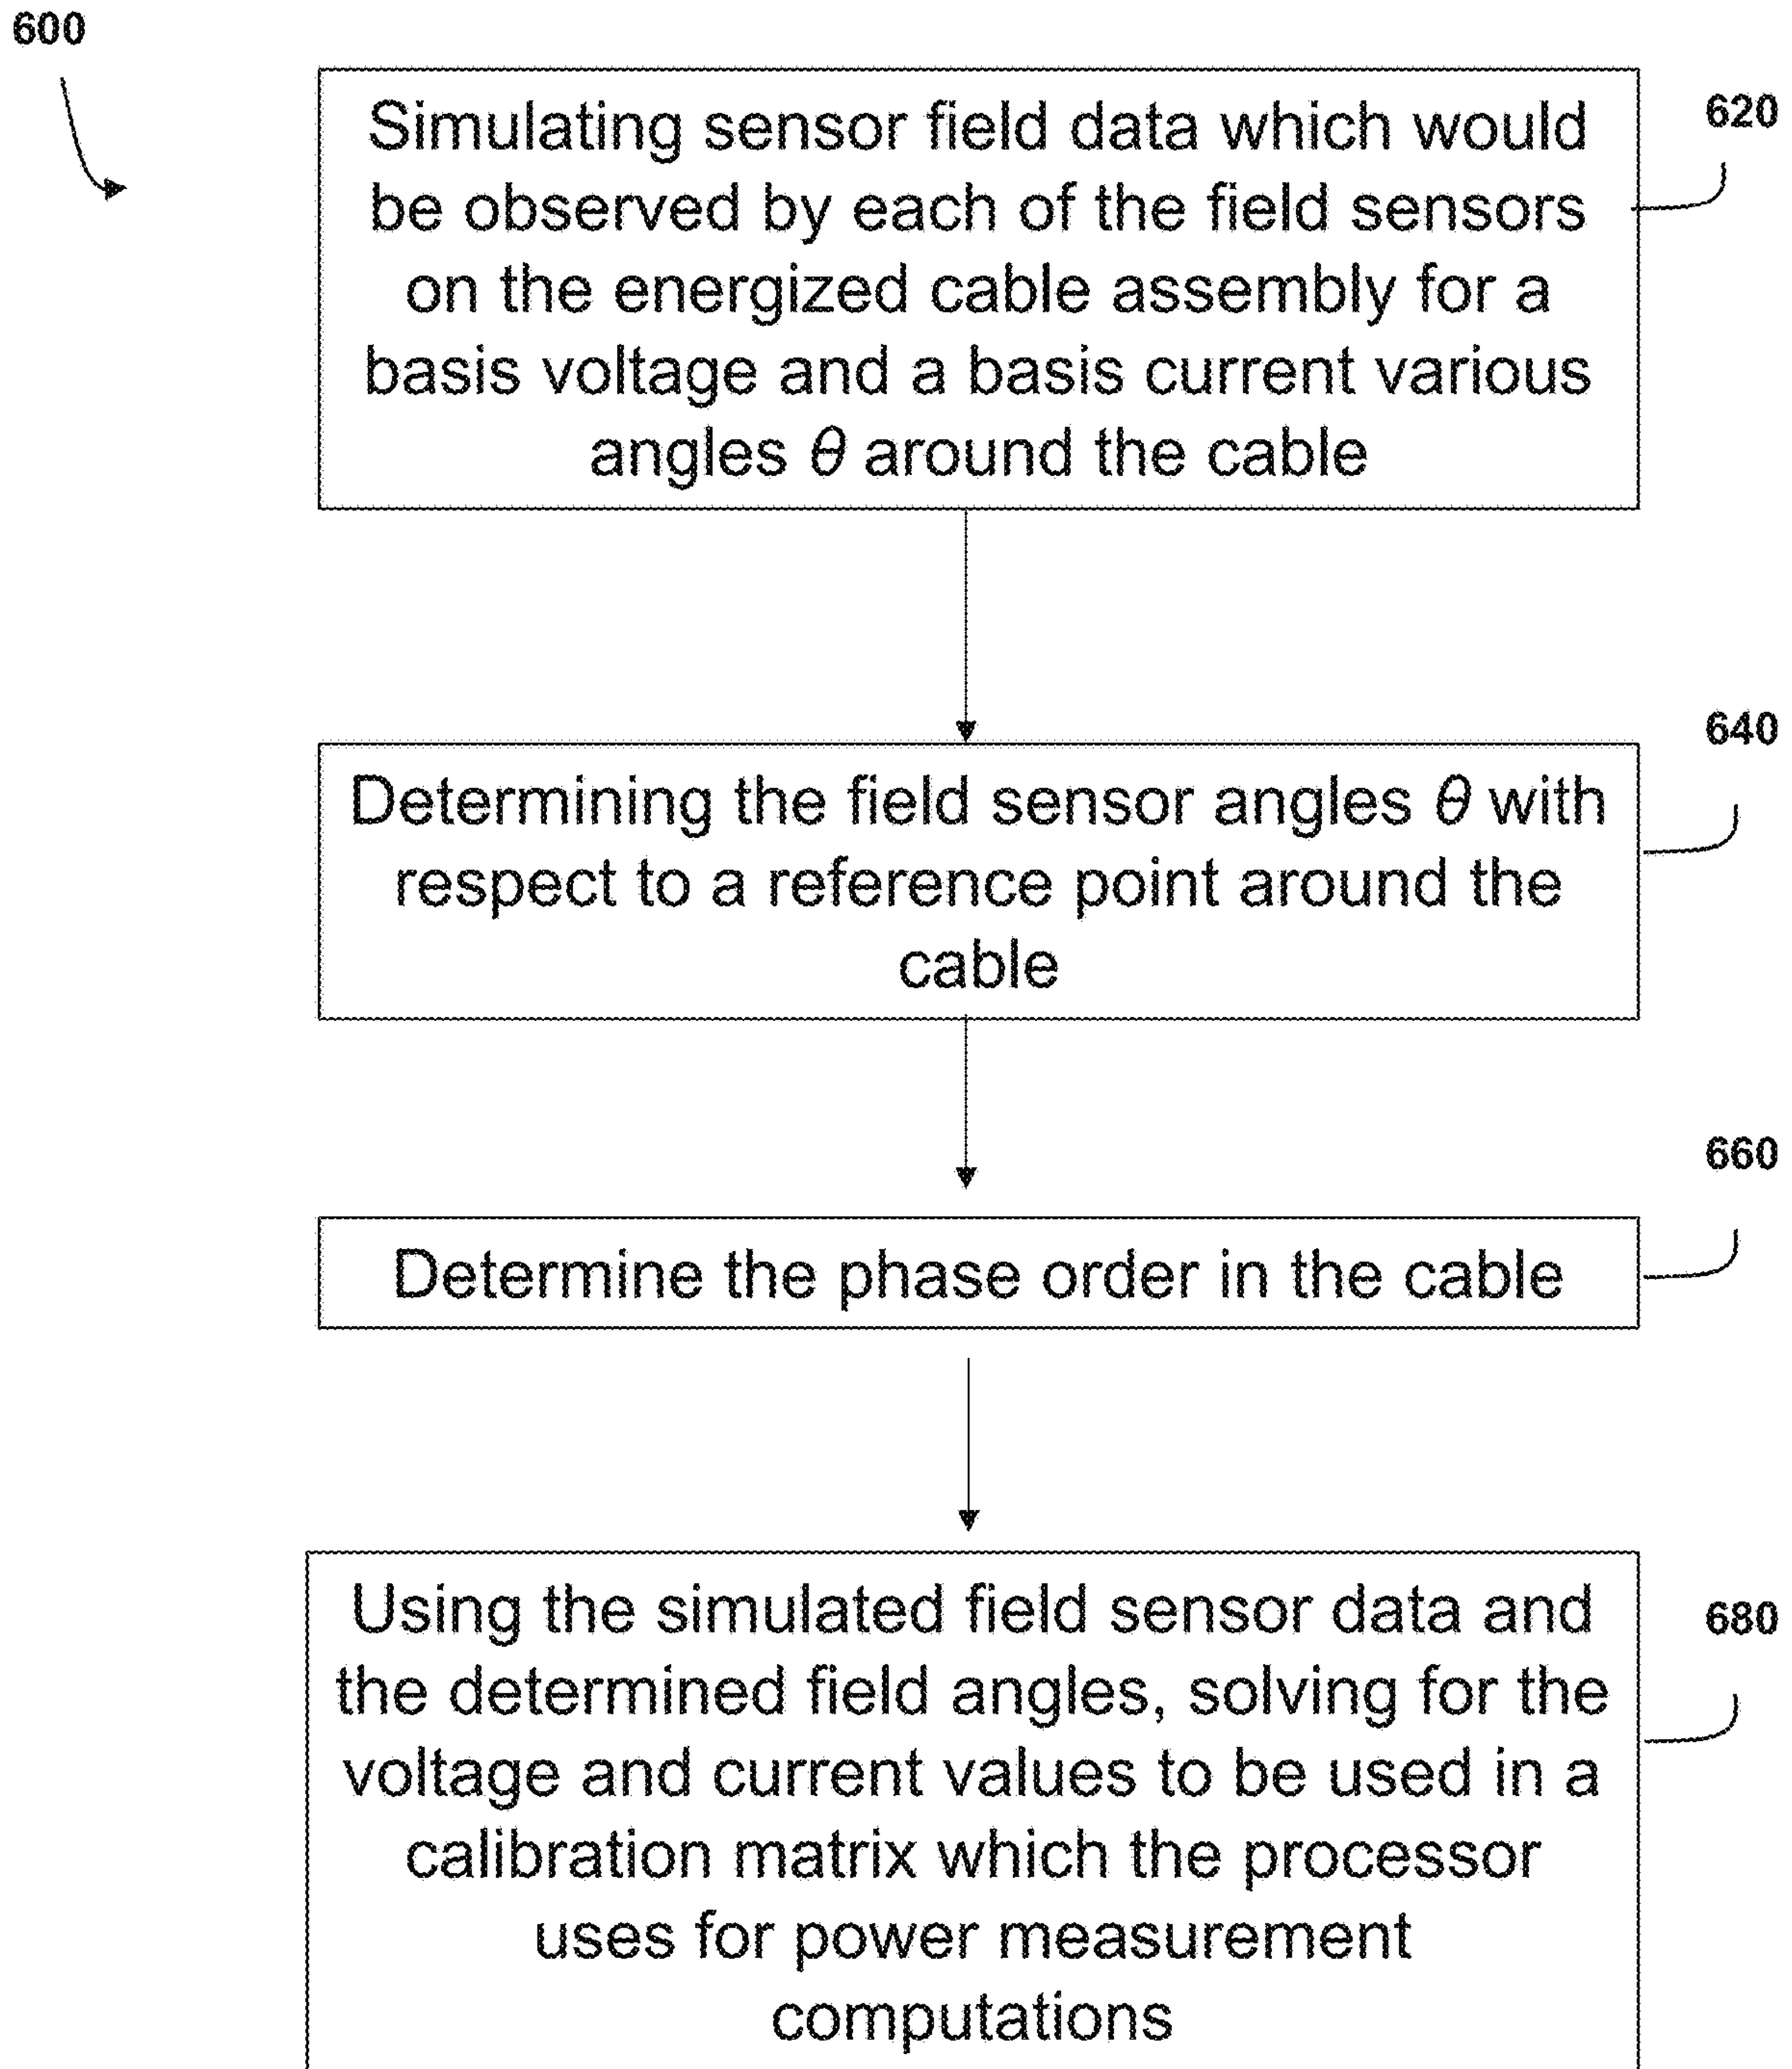 600
620
Simulating sensor field data which would
be observed by each of the field sensors
on the energized cable assembly for a
basis voltage and a basis current various
angles θ around the cable
640
Determining the field sensor angles θ with
respect to a reference point around the
cable
660
Determine the phase order in the cable
680
Using the simulated field sensor data and
the determined field angles, solving for the
voltage and current values to be used in a
calibration matrix which the processor
uses for power measurement
computations